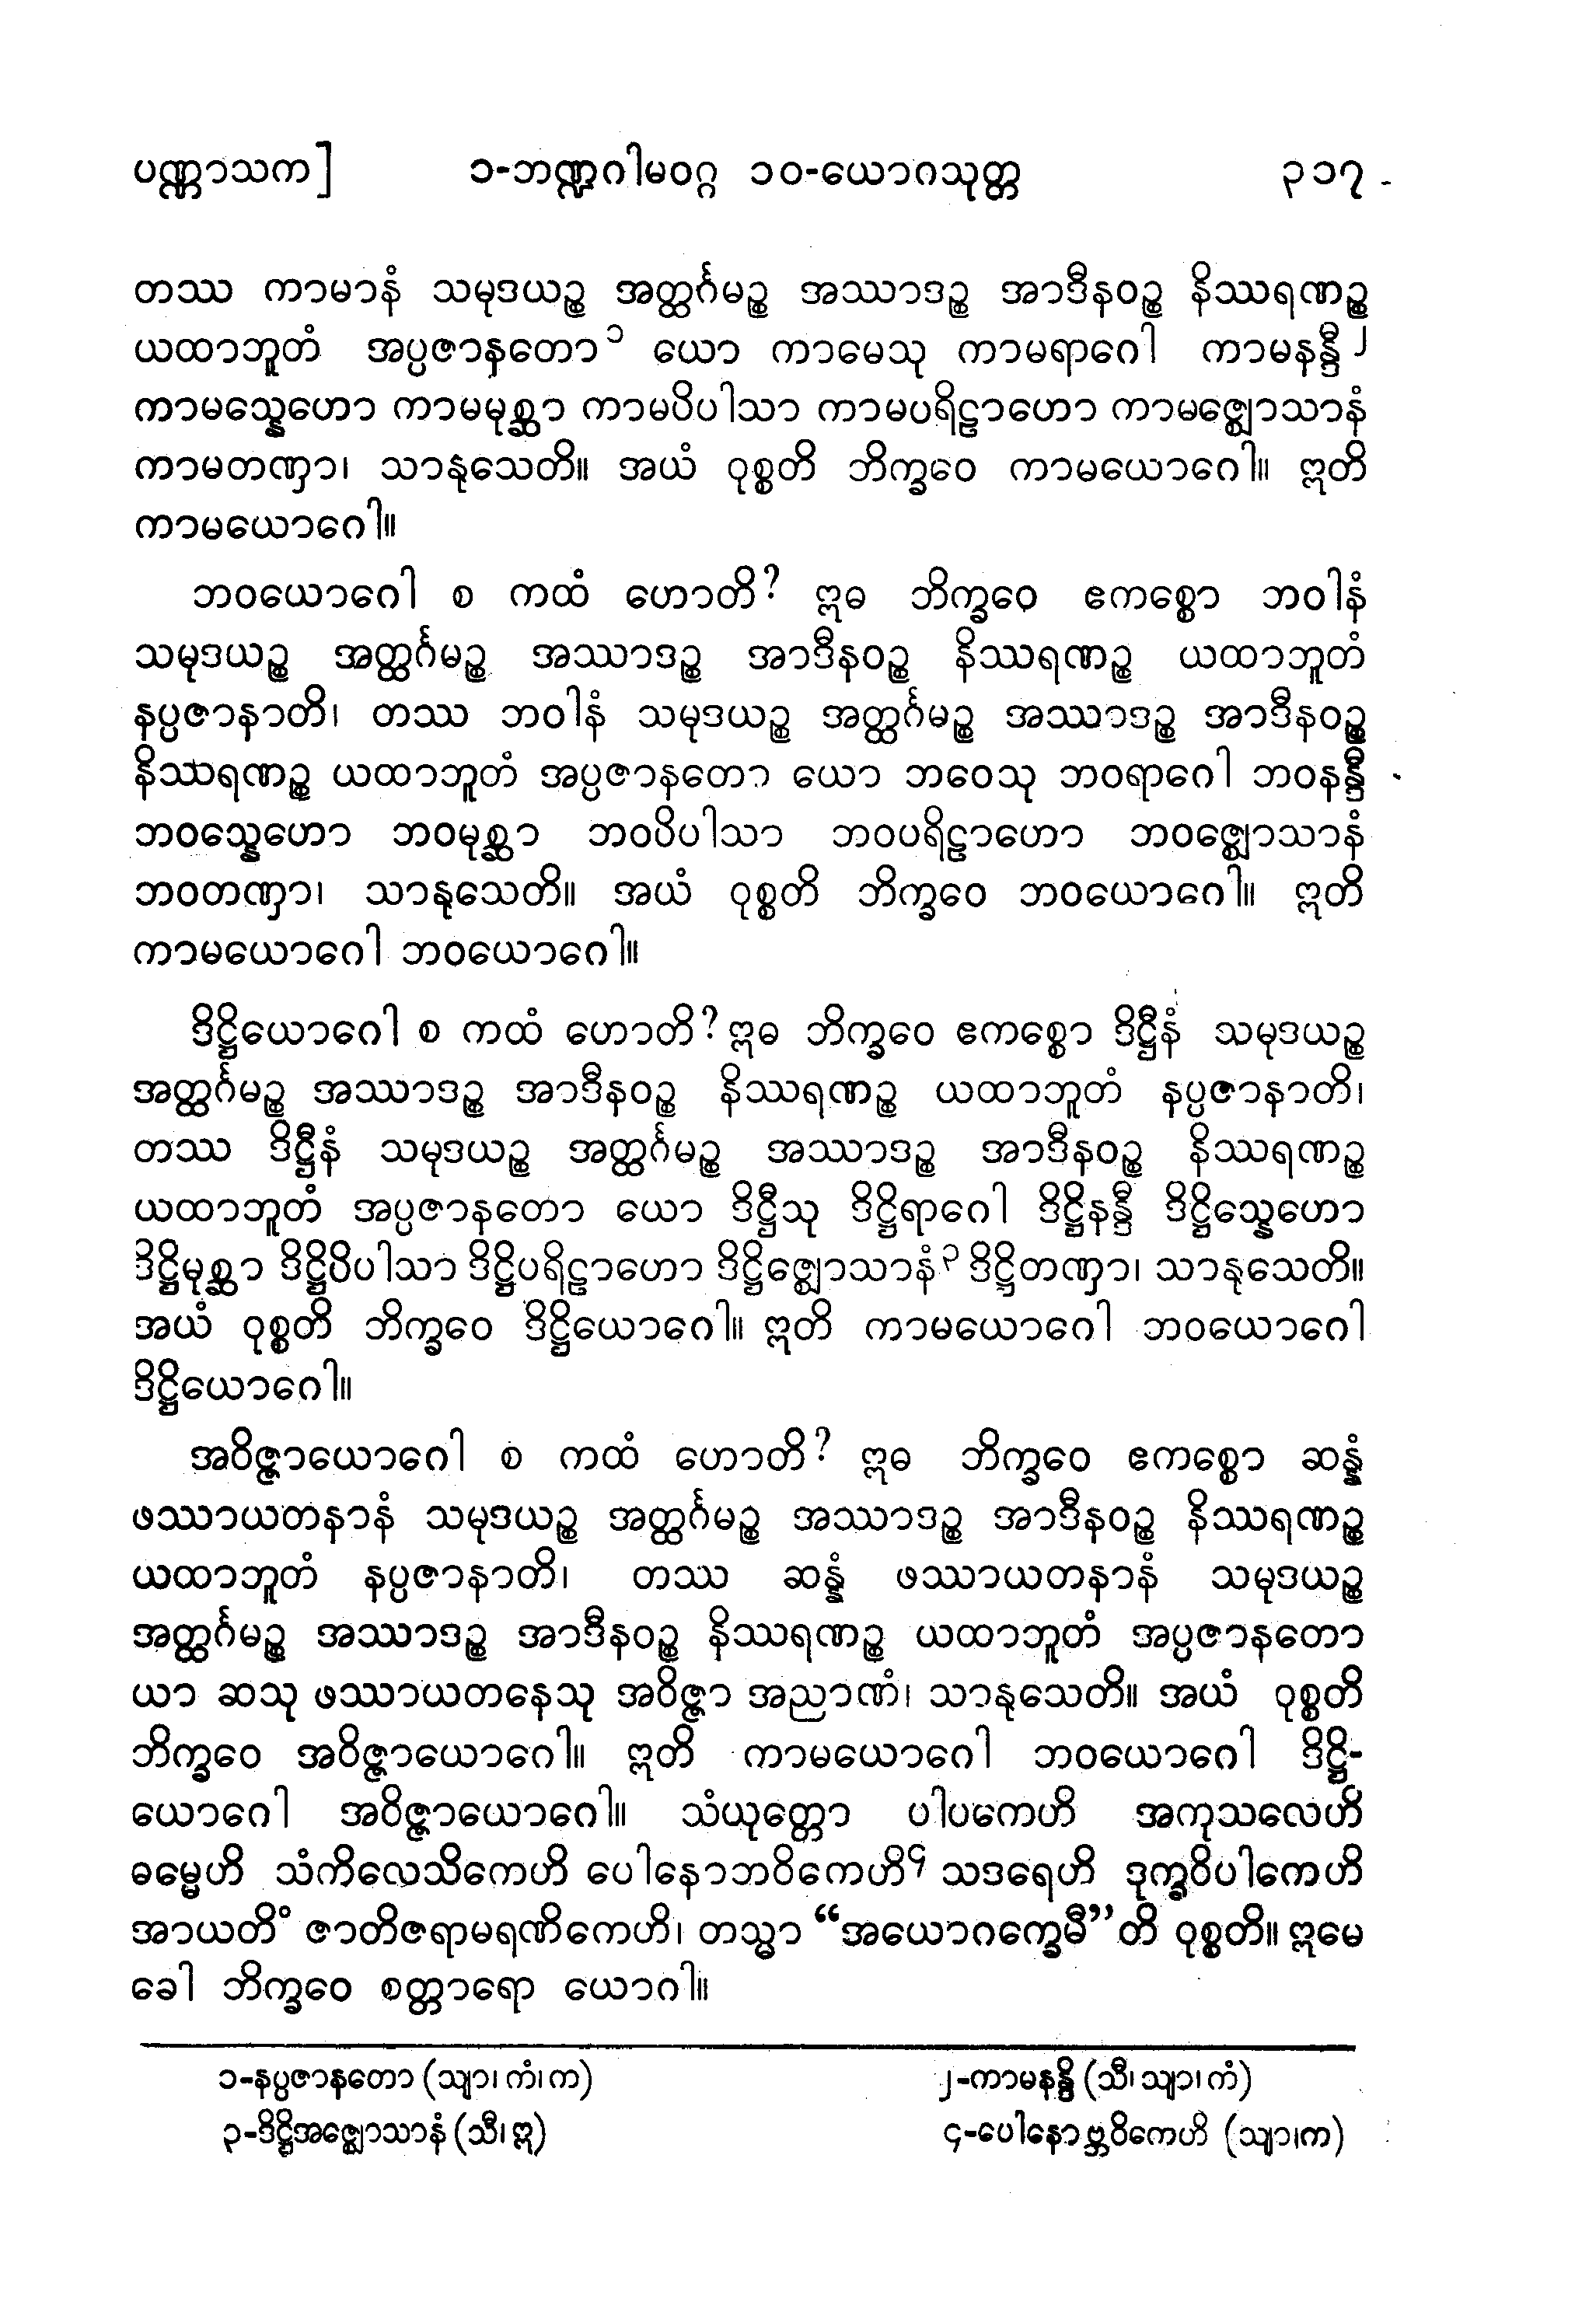 ပဏ္ဏာသက] ၁-ဘဏ္ဍဂါမဝဂ္ဂ ၁၀-ယောဂသုတ္တ ၃၁၇
တဿ ကာမာနံ သမုဒယဉ္စ အတ္ထင်္ဂမဉ္စ အဿာဒဉ္စ အာဒီနဝဉ္စ နိဿရဏဉ္စ
ယထာဘူတံ အပ္ပဇာနတော၁ ယော ကာမေသု ကာမရာဂေါ ကာမနန္ဒီ၂
ကာမသ္နေဟော ကာမမုစ္ဆာ ကာမပိပါသာ ကာမပရိဠာဟော ကာမဇ္ဈောသာနံ
ကာမတဏှာ၊ သာနုသေတိ။ အယံ ဝုစ္စတိ ဘိက္ခဝေ ကာမယောဂေါ။ ဣတိ
ကာမယောဂေါ။
ဘဝယောဂေါ စ ကထံ ဟောတိ? ဣဓ ဘိက္ခဝေ ဧကစ္စော ဘဝါနံ
သမုဒယဉ္စ အတ္ထင်္ဂမဉ္စ အဿာဒဉ္စ အာဒီနဝဉ္စ နိဿရဏဉ္စ ယထာဘူတံ
နပ္ပဇာနာတိ၊ တဿ ဘဝါနံ သမုဒယဉ္စ အတ္ထင်္ဂမဉ္စ အဿာဒဉ္စ အာဒီနဝဉ္စ
နိဿရဏဉ္စ ယထာဘူတံ အပ္ပဇာနတော ယော ဘဝေသု ဘဝရာဂေါ ဘဝနန္ဒီ
ဘဝသ္နေဟော ဘဝမုစ္ဆာ ဘဝပိပါသာ ဘဝပရိဠာဟော ဘဝဇ္ဈောသာနံ
ဘဝတဏှာ၊ သာနုသေတိ။ အယံ ဝုစ္စတိ ဘိက္ခဝေ ဘဝယောဂေါ။ ဣတိ
ကာမယောဂေါ ဘဝယောဂေါ။
ဒိဋ္ဌိယောဂေါ စ ကထံ ဟောတိ? ဣဓ ဘိက္ခဝေ ဧကစ္စော ဒိဋ္ဌီနံ သမုဒယဉ္စ
အတ္ထင်္ဂမဉ္စ အဿာဒဉ္စ အာဒီနဝဉ္စ နိဿရဏဉ္စ ယထာဘူတံ နပ္ပဇာနာတိ၊
တဿ ဒိဋ္ဌီနံ သမုဒယဉ္စ အတ္ထင်္ဂမဉ္စ အဿာဒဉ္စ အာဒီနဝဉ္စ နိဿရဏဉ္စ
ယထာဘူတံ အပ္ပဇာနတော ယော ဒိဋ္ဌီသု ဒိဋ္ဌိရာဂေါ ဒိဋ္ဌိနန္ဒီ ဒိဋ္ဌိသ္နေဟော
ဒိဋ္ဌိမုစ္ဆာ ဒိဋ္ဌိပိပါသာ ဒိဋ္ဌိပရိဠာဟော ဒိဋ္ဌိဇ္ဈောသာနံ၃ ဒိဋ္ဌိတဏှာ၊ သာနုသေတိ။
အယံ ဝုစ္စတိ ဘိက္ခဝေ ဒိဋ္ဌိယောဂေါ။ ဣတိ ကာမယောဂေါ ဘဝယောဂေါ
ဒိဋ္ဌိယောဂေါ။
အဝိဇ္ဇာယောဂေါ စ ကထံ ဟောတိ? ဣဓ ဘိက္ခဝေ ဧကစ္စော ဆန္နံ
ဖဿာယတနာနံ သမုဒယဉ္စ အတ္ထင်္ဂမဉ္စ အဿာဒဉ္စ အာဒီနဝဉ္စ နိဿရဏဉ္စ
ယထာဘူတံ နပ္ပဇာနာတိ၊ တဿ ဆန္နံ ဖဿာယတနာနံ သမုဒယဉ္စ
အတ္ထင်္ဂမဉ္စ အဿာဒဉ္စ အာဒီနဝဉ္စ နိဿရဏဉ္စ ယထာဘူတံ အပ္ပဇာနတော
ယာ ဆသု ဖဿာယတနေသု အဝိဇ္ဇာ အညာဏံ၊ သာနုသေတိ။ အယံ ဝုစ္စတိ
ဘိက္ခဝေ အဝိဇ္ဇာယောဂေါ။ ဣတိ ကာမယောဂေါ ဘဝယောဂေါ ဒိဋ္ဌိ-
ယောဂေါ အဝိဇ္ဇာယောဂေါ။ သံယုတ္တော ပါပကေဟိ အကုသလေဟိ
ဓမ္မေဟိ သံကိလေသိကေဟိ ပေါနောဘဝိကေဟိ၄ သဒရေဟိ ဒုက္ခဝိပါကေဟိ
အာယတိံ ဇာတိဇရာမရဏိကေဟိ၊ တသ္မာ “အယောဂက္ခေမီ”တိ ဝုစ္စတိ။ ဣမေ
ခေါ ဘိက္ခဝေ စတ္တာရော ယောဂါ။
၁-နပ္ပဇာနတော (သျာ၊ ကံ၊ က) ၂-ကာမနန္ဒိ (သီ၊ သျာ၊ ကံ)
၃-ဒိဋ္ဌိအဇ္ဈောသာနံ (သီ၊ ဣ) ၄-ပေါနောဗ္ဘဝိကေဟိ (သျာ၊က)